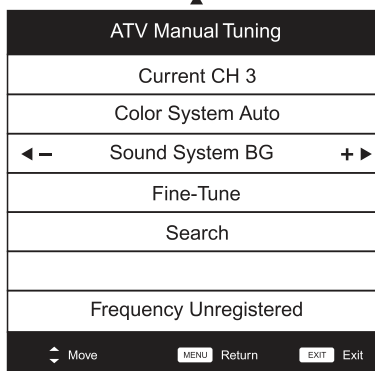 ATV Manual Tuning
Current CH 3
Color System Auto
Sound System BG
Fine-Tune
Search
Frequency Unregistered
Move MENU Return EXIT Exit